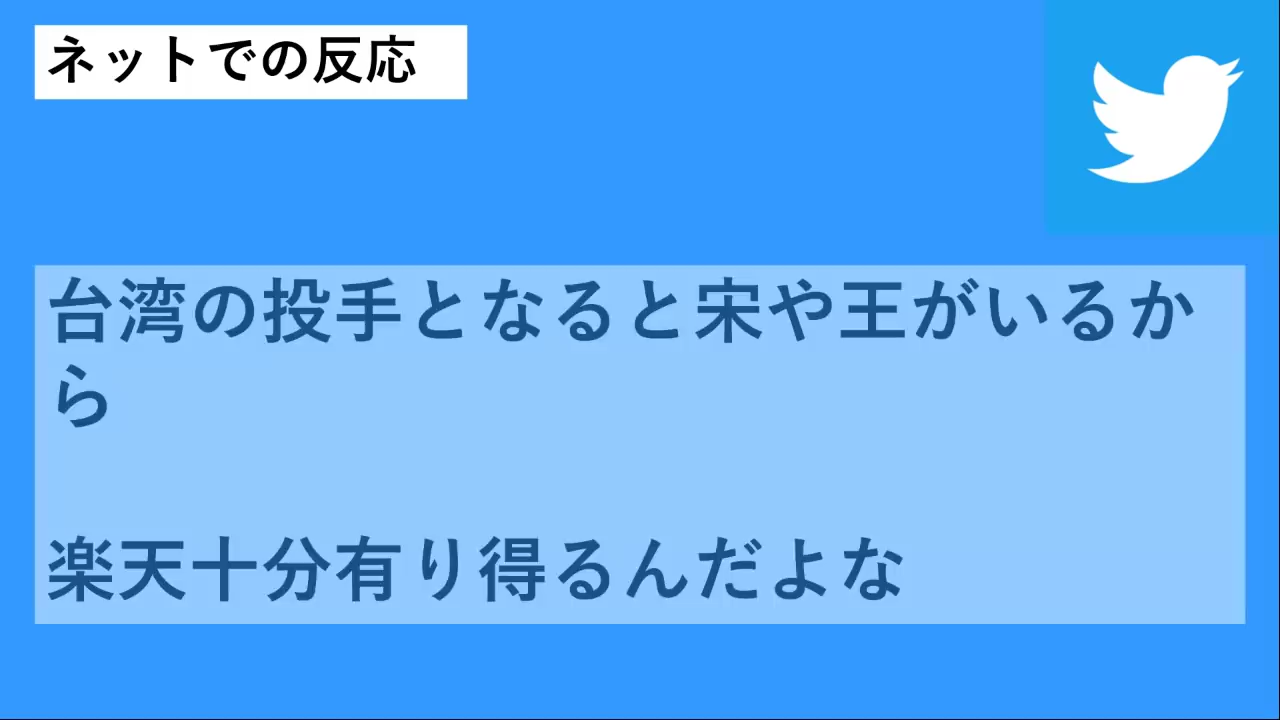 ネットでの反応
台湾の投手となると宋や王がいるか
ら
楽天十分有り得るんだよな